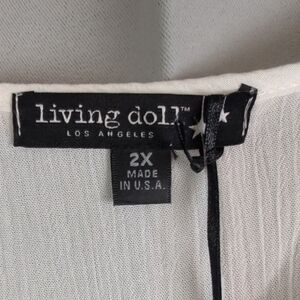 living doll™
LOS ANGELES
2X
MADE
IN U.S.A.